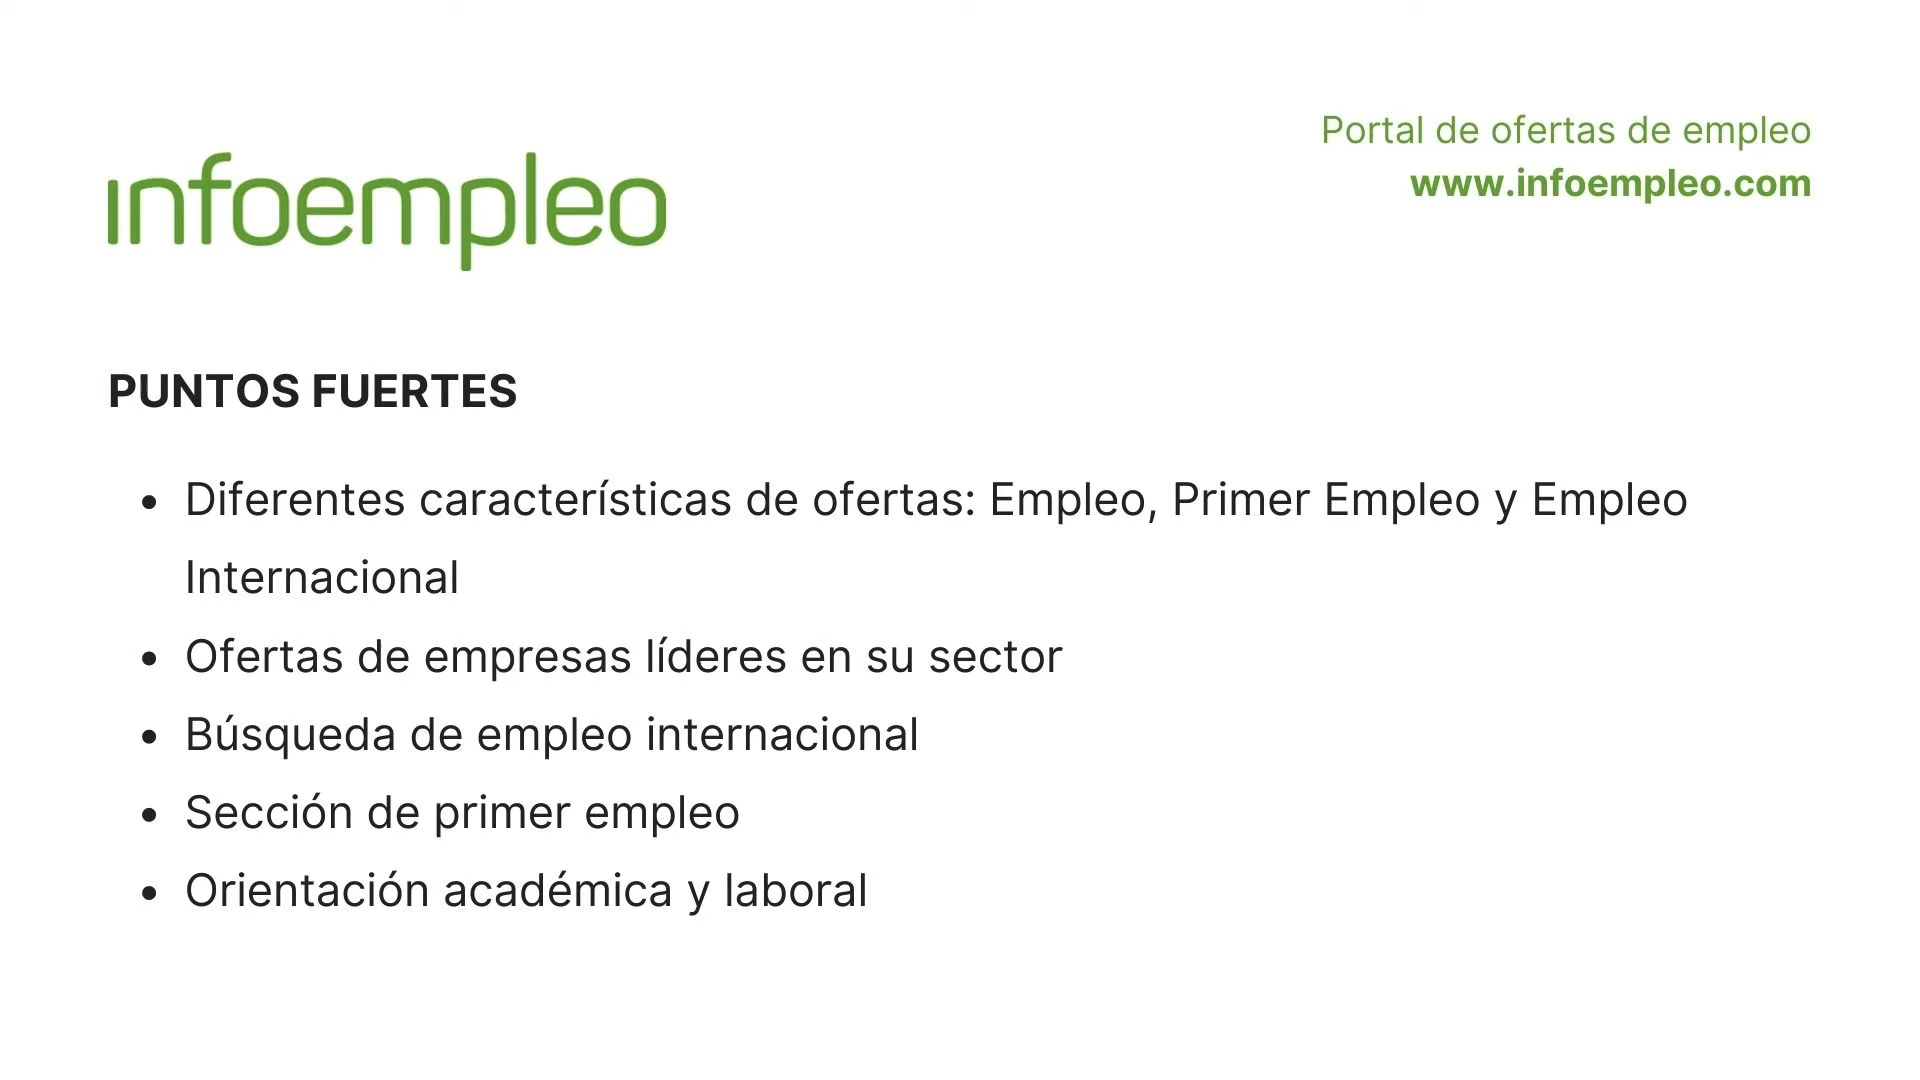 infoempleo
Portal de ofertas de empleo
www.infoempleo.com
PUNTOS FUERTES
• Diferentes características de ofertas: Empleo, Primer Empleo y Empleo
Internacional
• Ofertas de empresas líderes en su sector
• Búsqueda de empleo internacional
• Sección de primer empleo
• Orientación académica y laboral